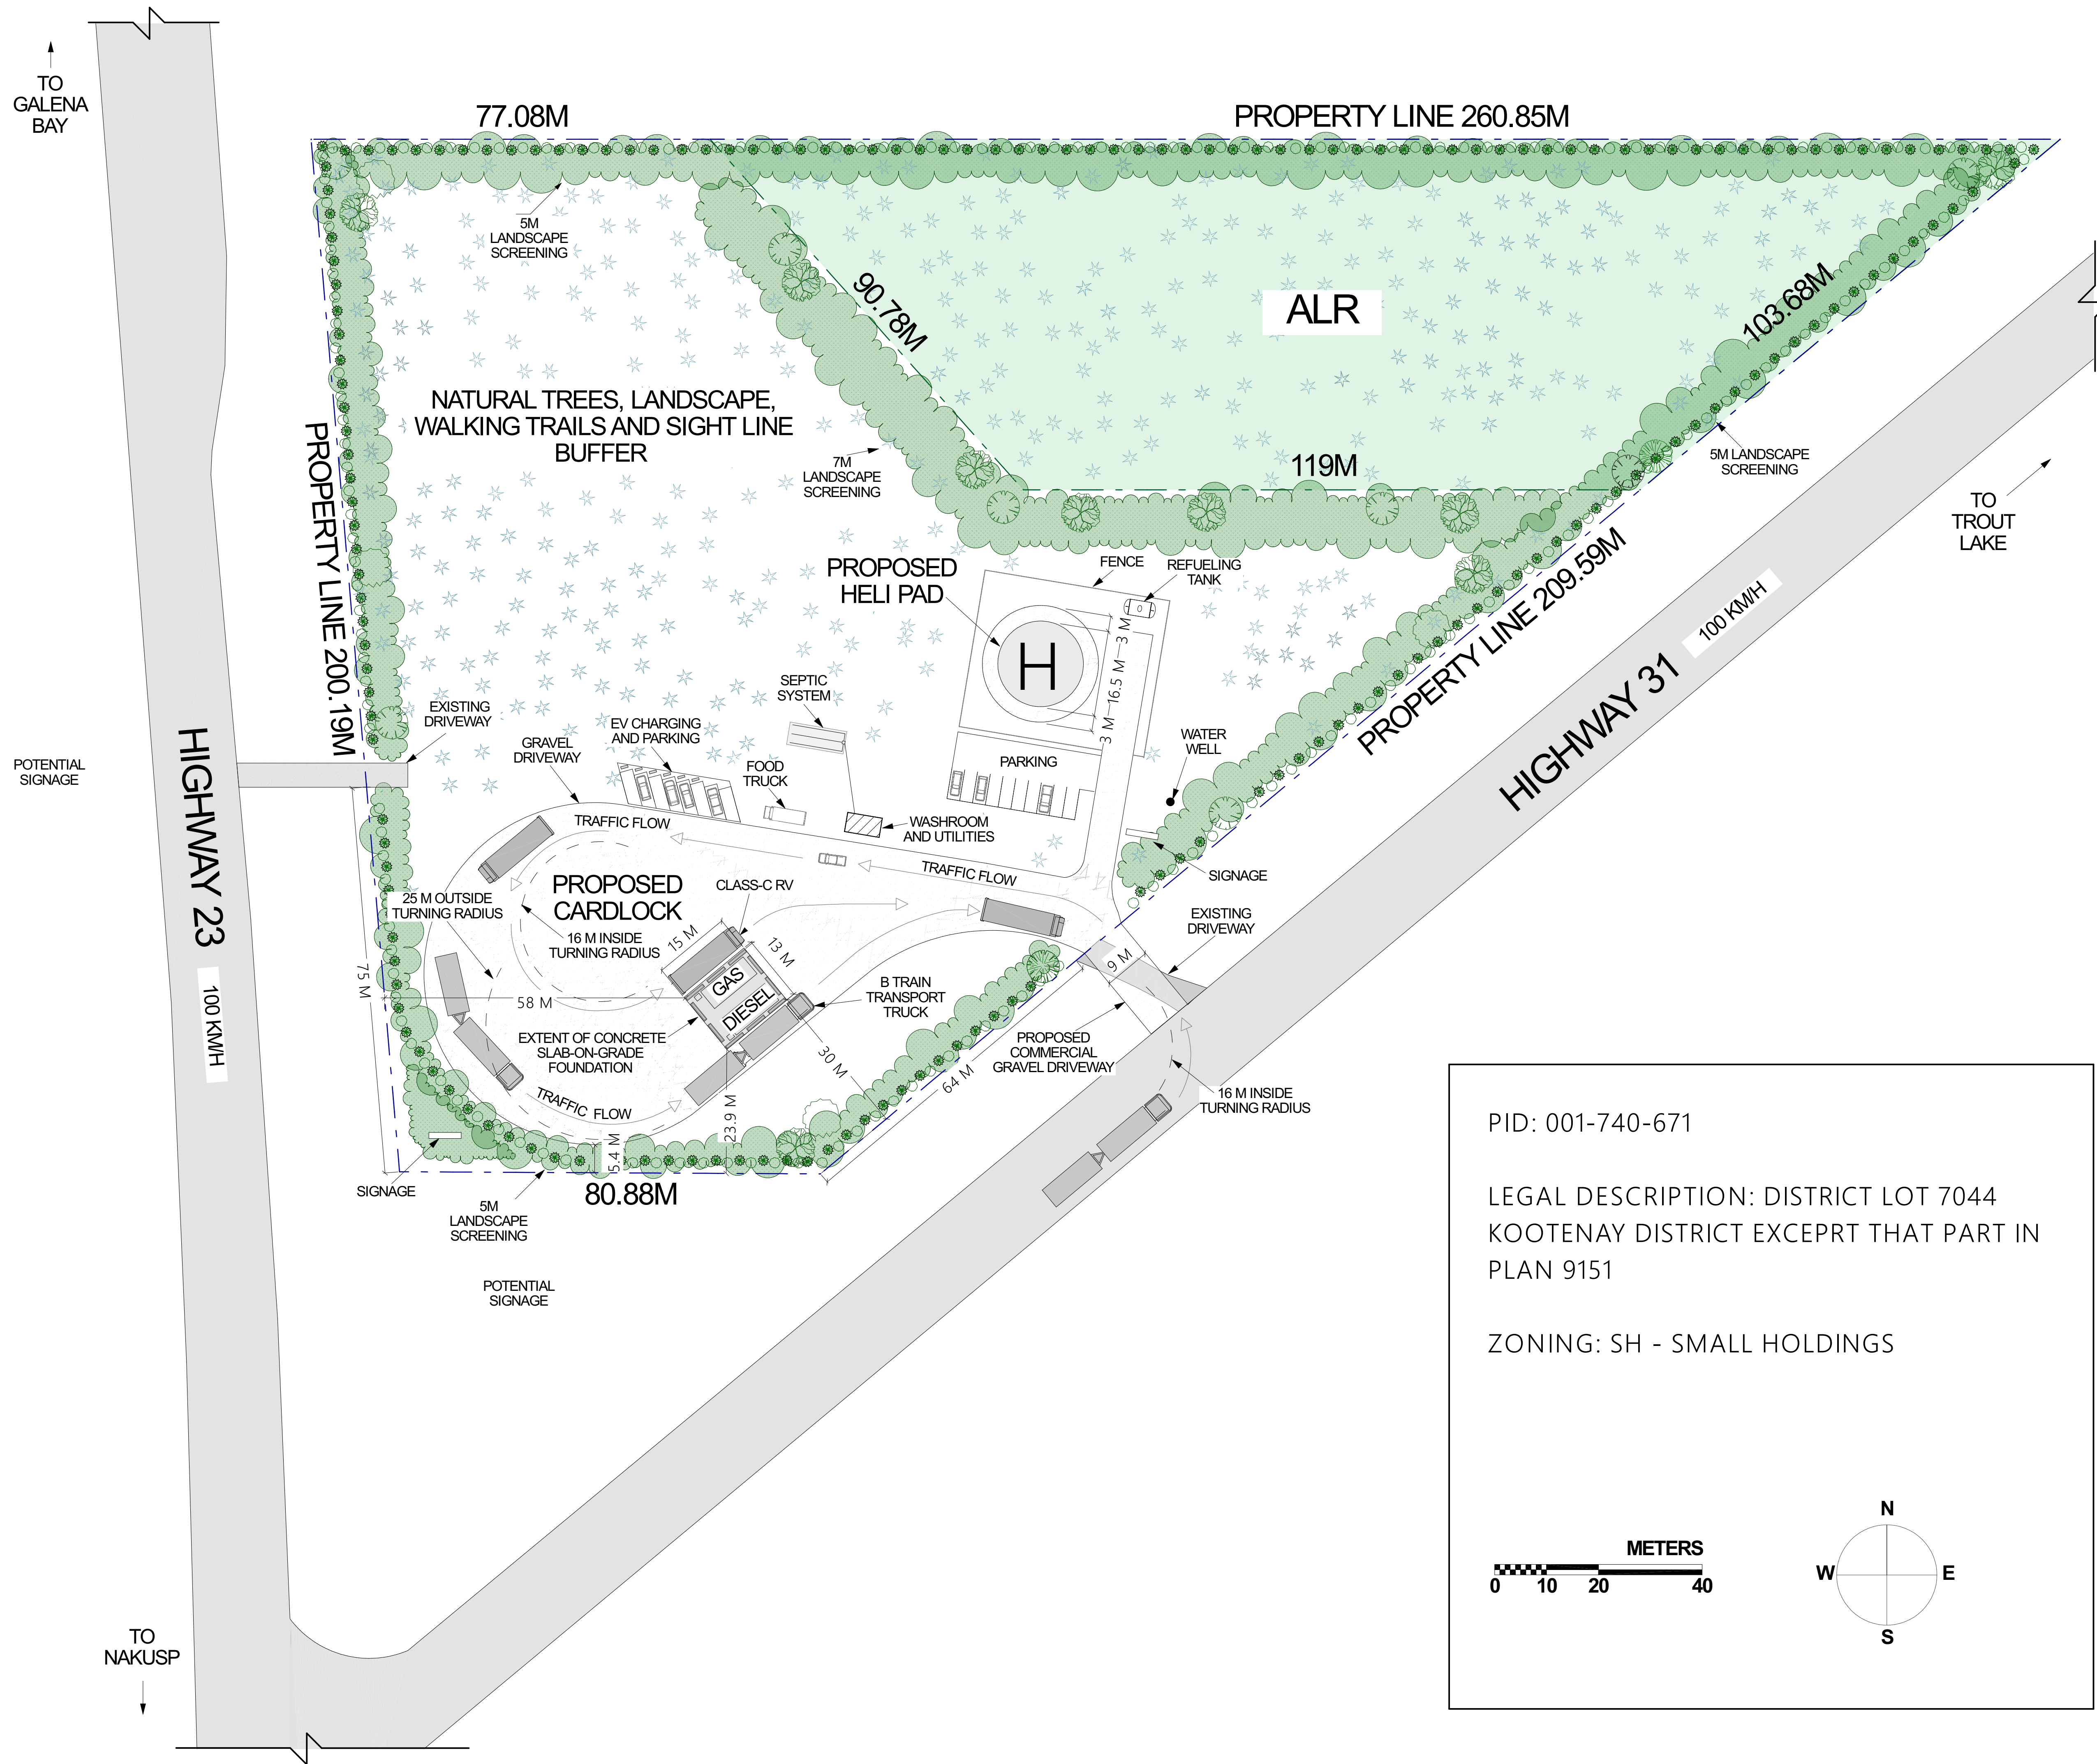 TO
GALENA
BAY
77.08M
PROPERTY LINE 260.85M
5M
LANDSCAPE
SCREENING
90.78M
ALR
103.68M
NATURAL TREES, LANDSCAPE,
WALKING TRAILS AND SIGHT LINE
BUFFER
7M
LANDSCAPE
SCREENING
119M
5M LANDSCAPE
SCREENING
TO
TROUT
LAKE
PROPERTY LINE 200.19M
PROPOSED
HELI PAD
FENCE
REFUELING
TANK
H
3 M
16.5 M
3 M
PROPERTY LINE 209.59M
HIGHWAY 31
100 KM/H
SEPTIC
SYSTEM
EXISTING
DRIVEWAY
GRAVEL
DRIVEWAY
EV CHARGING
AND PARKING
FOOD
TRUCK
PARKING
WATER
WELL
POTENTIAL
SIGNAGE
HIGHWAY 23
100 KM/H
TRAFFIC FLOW
WASHROOM
AND UTILITIES
TRAFFIC FLOW
SIGNAGE
PROPOSED
CARDLOCK
CLASS-C RV
25 M OUTSIDE
TURNING RADIUS
16 M INSIDE
TURNING RADIUS
15 M
13 M
GAS
DIESEL
EXISTING
DRIVEWAY
9 M
75 M
58 M
B TRAIN
TRANSPORT
TRUCK
EXTENT OF CONCRETE
SLAB-ON-GRADE
FOUNDATION
30 M
PROPOSED
COMMERCIAL
GRAVEL DRIVEWAY
64 M
16 M INSIDE
TURNING RADIUS
TRAFFIC FLOW
5.4 M
23.9 M
SIGNAGE
80.88M
5M
LANDSCAPE
SCREENING
POTENTIAL
SIGNAGE
PID: 001-740-671
LEGAL DESCRIPTION: DISTRICT LOT 7044
KOOTENAY DISTRICT EXCEPRT THAT PART IN
PLAN 9151
ZONING: SH - SMALL HOLDINGS
METERS
0 10 20 40
N
W E
S
TO
NAKUSP